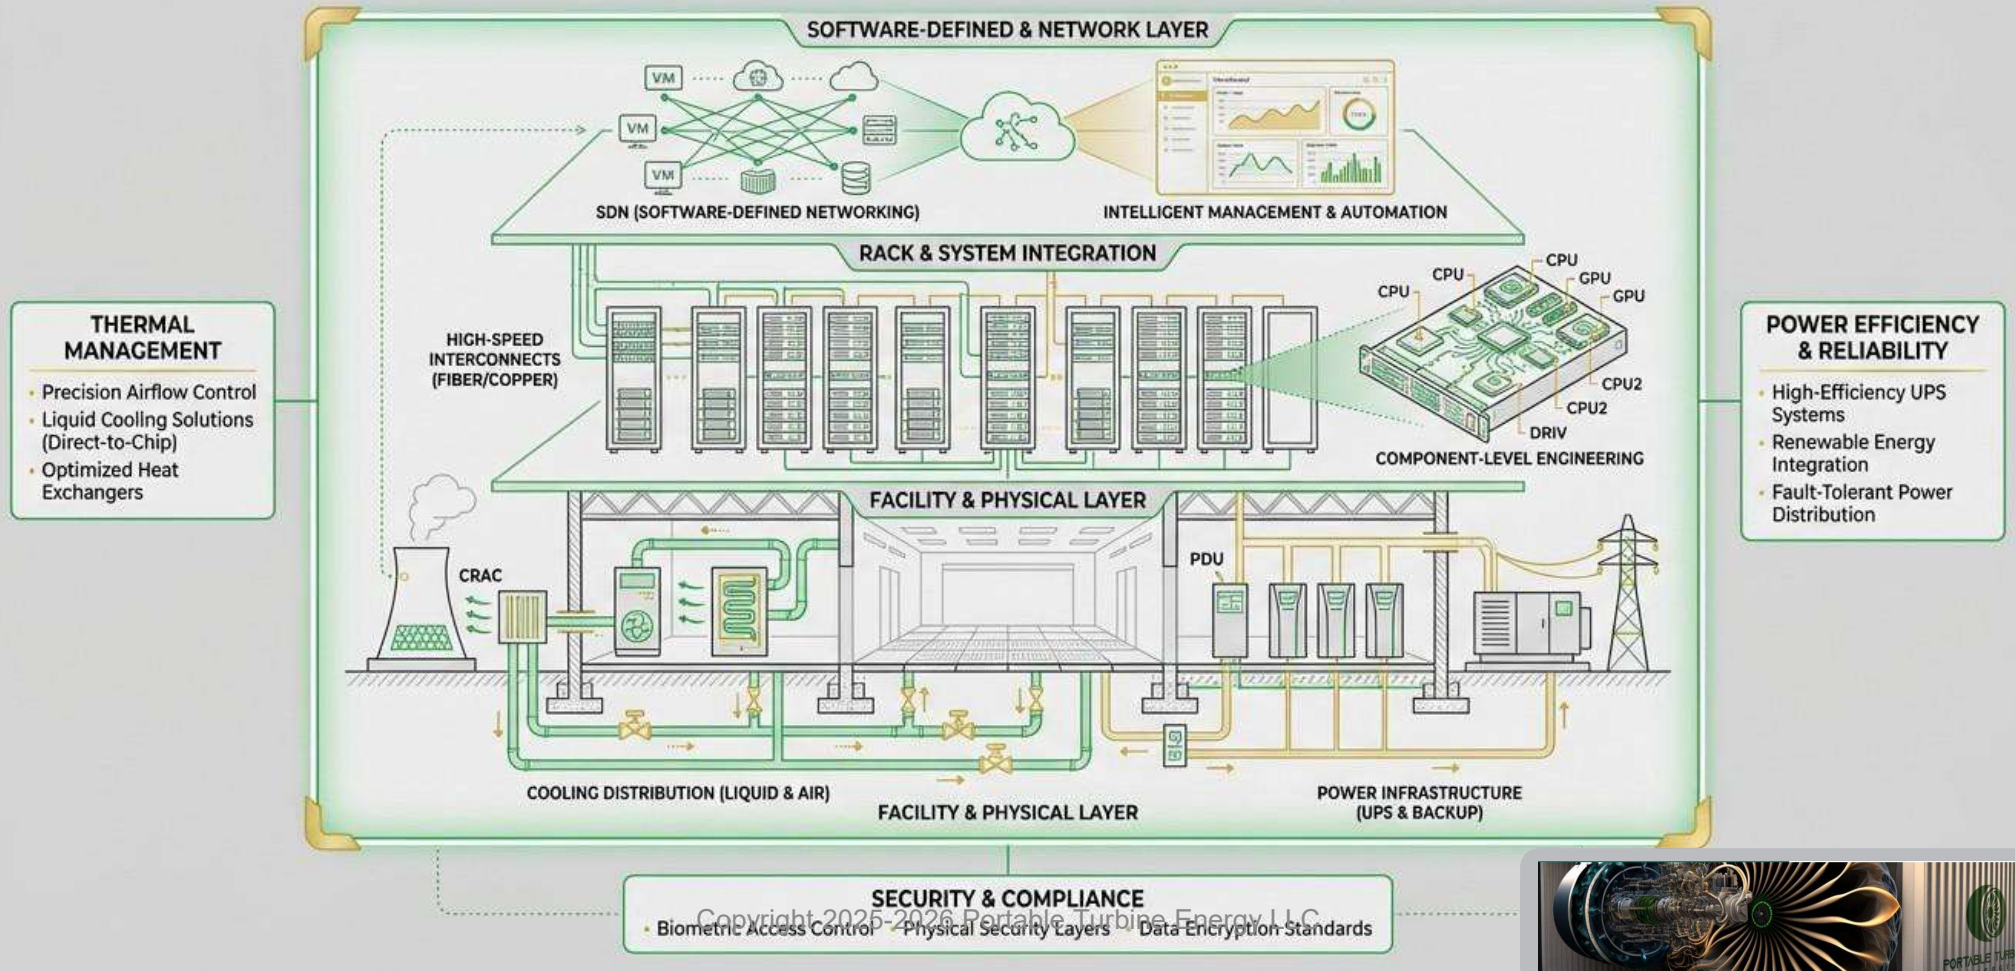 SOFTWARE-DEFINED & NETWORK LAYER
VM
VM
VM
SDN (SOFTWARE-DEFINED NETWORKING)
INTELLIGENT MANAGEMENT & AUTOMATION
RACK & SYSTEM INTEGRATION
HIGH-SPEED
INTERCONNECTS
(FIBER/COPPER)
CPU
CPU
CPU
GPU
GPU
CPU2
CPU2
DRIV
COMPONENT-LEVEL ENGINEERING
THERMAL
MANAGEMENT
• Precision Airflow Control
• Liquid Cooling Solutions
(Direct-to-Chip)
• Optimized Heat
Exchangers
POWER EFFICIENCY
& RELIABILITY
• High-Efficiency UPS
Systems
• Renewable Energy
Integration
• Fault-Tolerant Power
Distribution
FACILITY & PHYSICAL LAYER
CRAC
PDU
COOLING DISTRIBUTION (LIQUID & AIR)
FACILITY & PHYSICAL LAYER
POWER INFRASTRUCTURE
(UPS & BACKUP)
SECURITY & COMPLIANCE
• Biometric Access Control • Physical Security Layers • Data Encryption Standards
Copyright 2025-2026 Portable Turbine Energy LLC
PORTABLE